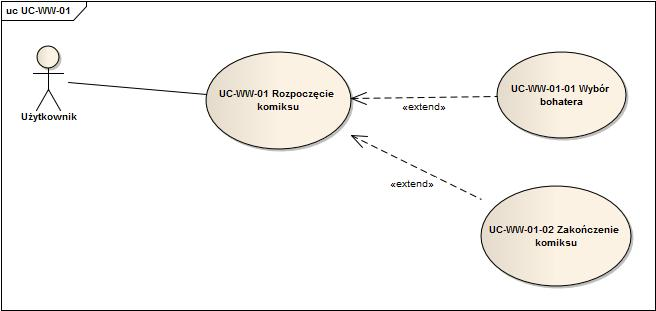 uc UC-WW-01
Użytkownik
UC-WW-01 Rozpoczęcie
komiksu
«extend»
UC-WW-01-01 Wybór
bohatera
«extend»
UC-WW-01-02 Zakończenie
komiksu